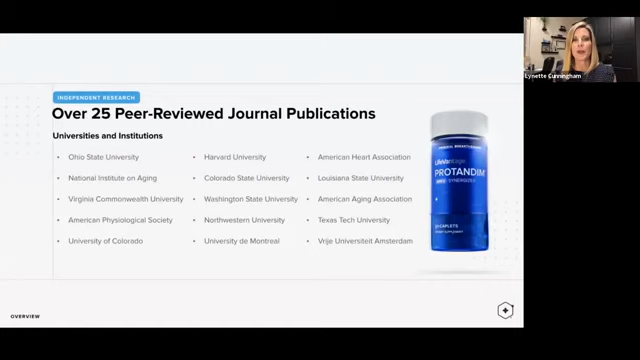 INDEPENDENT RESEARCH
Over 25 Peer-Reviewed Journal Publications
Universities and Institutions
• Ohio State University
• National Institute on Aging
• Virginia Commonwealth University
• American Physiological Society
• University of Colorado
• Harvard University
• Colorado State University
• Washington State University
• Northwestern University
• University de Montreal
• American Heart Association
• Louisiana State University
• American Aging Association
• Texas Tech University
• Vrije Universiteit Amsterdam
LifeVantage
PROTANDIM
SYNERGIZER
CAPLETS
OVERVIEW
Lynette Cunningham